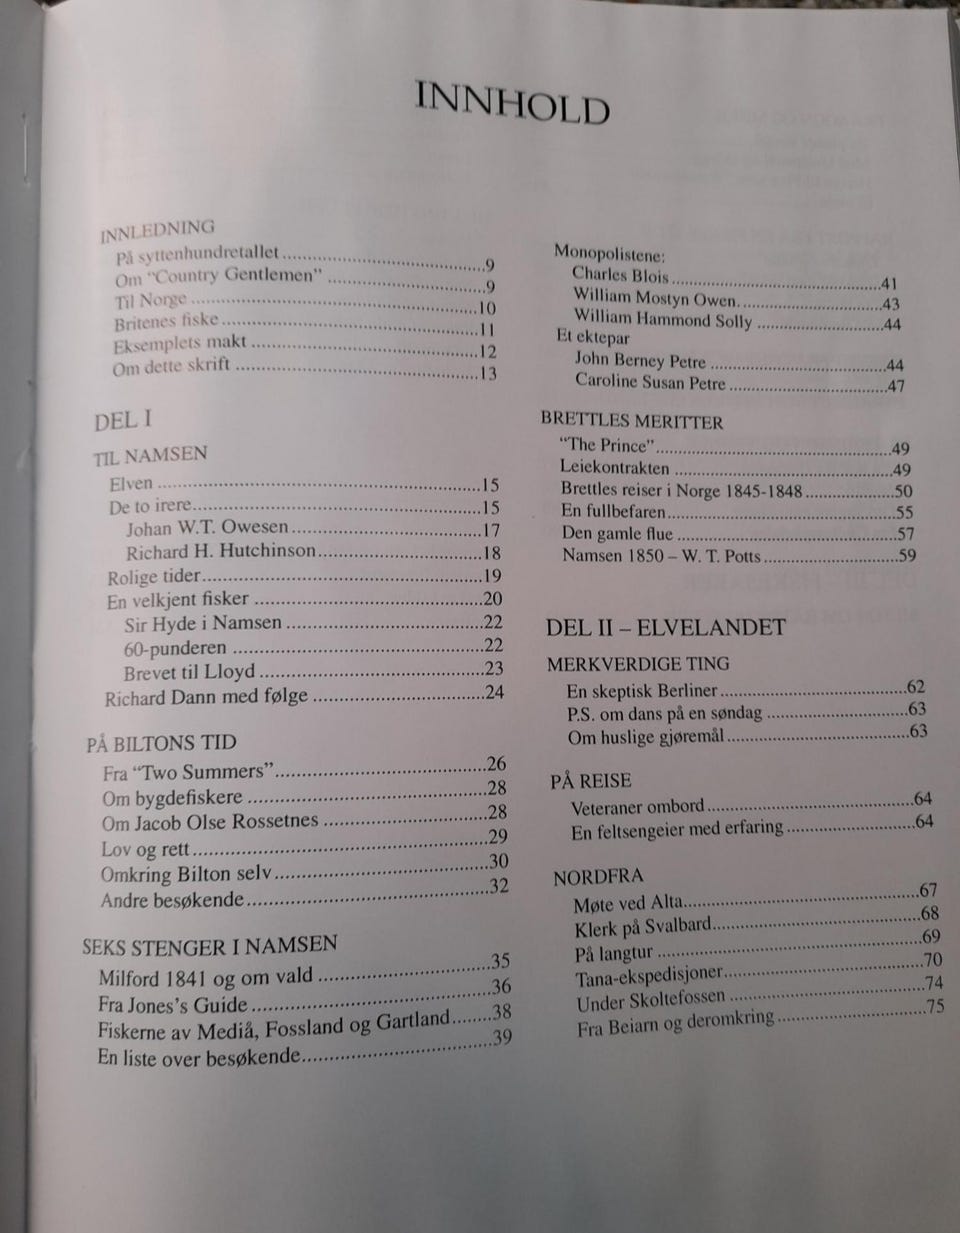 INNHOLD
INNLEDNING
På syttenhundretallet ... 9
Om "Country Gentlemen" ... 9
Til Norge ... 10
Britenes fiske ... 11
Eksemplets makt ... 12
Om dette skrift ... 13
DEL I
TIL NAMSEN
Elven ... 15
De to irere ... 15
Johan W.T. Owesen ... 17
Richard H. Hutchinson ... 18
Rolige tider ... 19
En velkjent fisker ... 20
Sir Hyde i Namsen ... 22
60-punderen ... 22
Brevet til Lloyd ... 23
Richard Dann med følge ... 24
PÅ BILTONS TID
Fra "Two Summers" ... 26
Om bygdefiskere ... 28
Om Jacob Olse Rossetnes ... 28
Lov og rett ... 29
Omkring Bilton selv ... 30
Andre besøkende ... 32
SEKS STENGER I NAMSEN
Milford 1841 og om vald ... 35
Fra Jones's Guide ... 36
Fiskerne av Mediå, Fossland og Gartland ... 38
En liste over besøkende ... 39
Monopolistene:
Charles Blois ... 41
William Mostyn Owen. ... 43
William Hammond Solly ... 44
Et ektepar
John Berney Petre ... 44
Caroline Susan Petre ... 47
BRETTLES MERITTER
"The Prince" ... 49
Leiekontrakten ... 49
Brettles reiser i Norge 1845-1848 ... 50
En fullbefaren ... 55
Den gamle flue ... 57
Namsen 1850 – W. T. Potts ... 59
DEL II – ELVELANDET
MERKVERDIGE TING
En skeptisk Berliner ... 62
P.S. om dans på en søndag ... 63
Om huslige gjøremål ... 63
PÅ REISE
Veteraner ombord ... 64
En feltsengeier med erfaring ... 64
NORDFRA
Møte ved Alta ... 67
Klerk på Svalbard ... 68
På langtur ... 69
Tana-ekspedisjoner ... 70
Under Skoltefossen ... 74
Fra Beiarn og deromkring ... 75